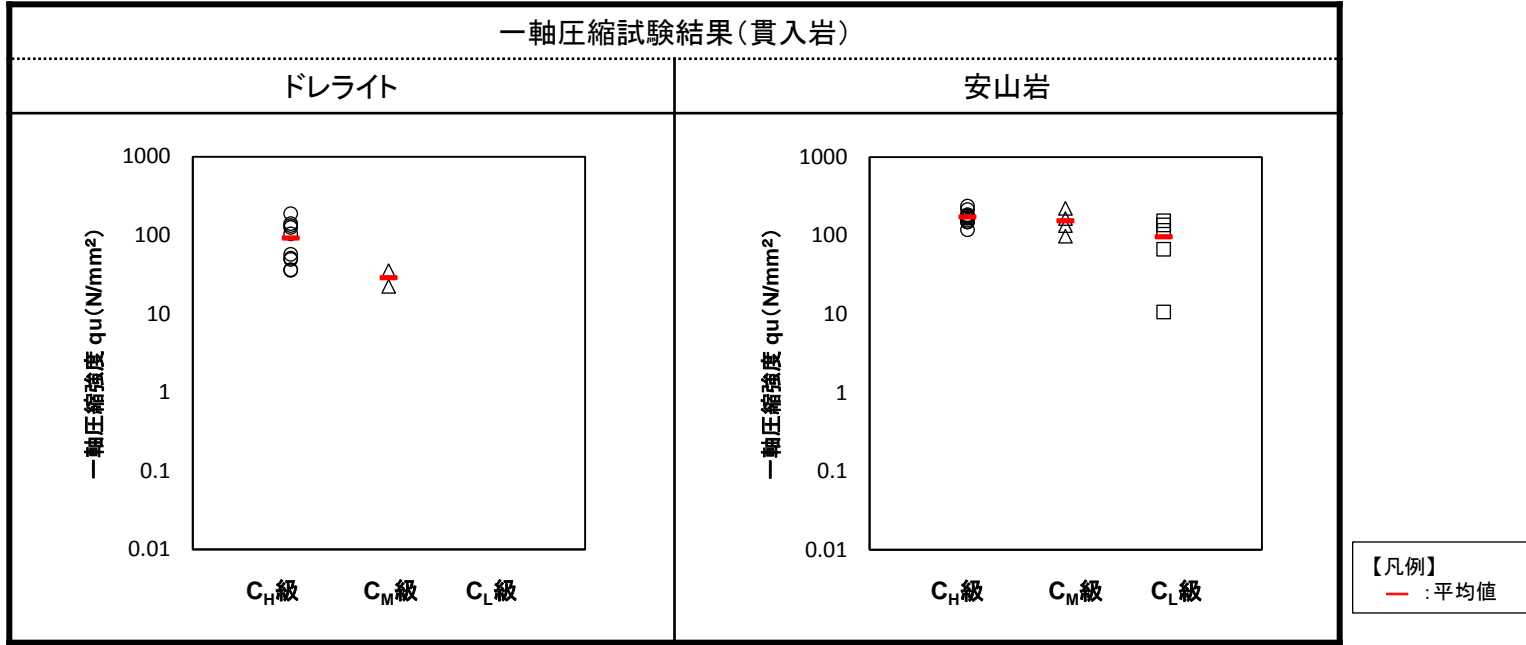 一軸圧縮試験結果（貫入岩）
ドレライト
安山岩
一軸圧縮強度 qu（N/mm²）
1000
100
10
1
0.1
0.01
CH級 CM級 CL級
一軸圧縮強度 qu（N/mm²）
1000
100
10
1
0.1
0.01
CH級 CM級 CL級
【凡例】
：平均値